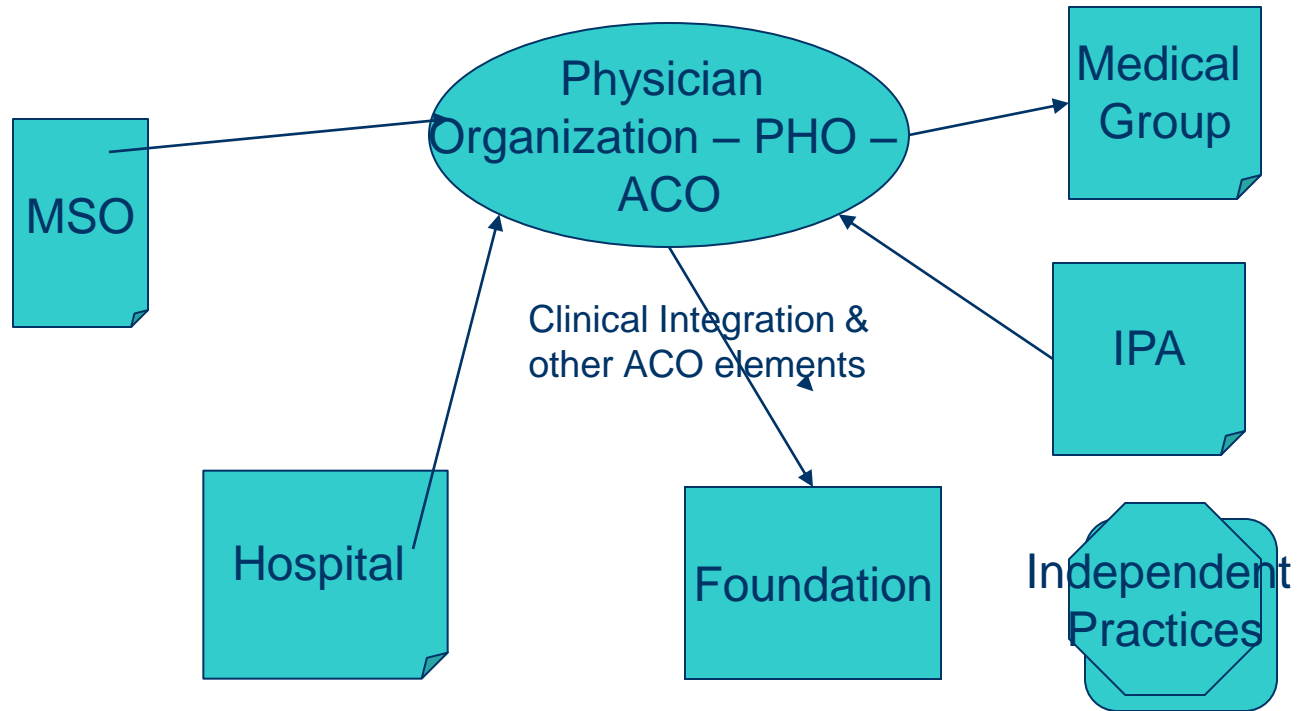 Physician
Organization – PHO –
ACO
Medical
Group
MSO
Clinical Integration &
other ACO elements
IPA
Hospital
Foundation
Independent
Practices